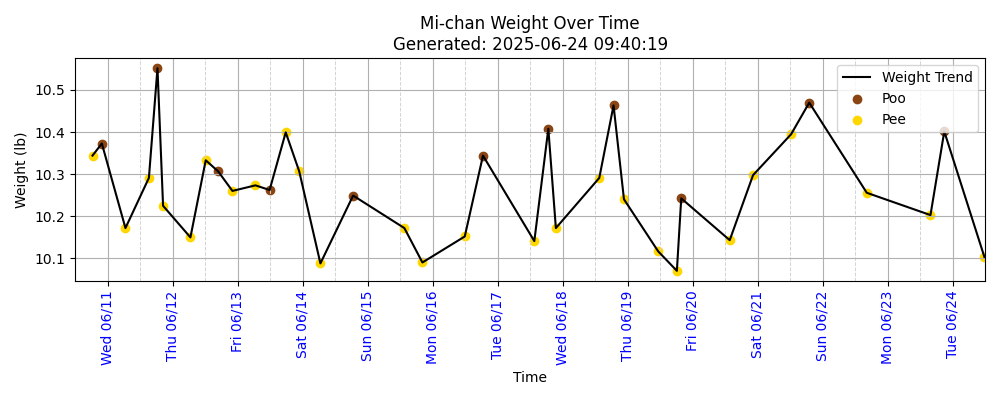 Mi-chan Weight Over Time
Generated: 2025-06-24 09:40:19
Weight Trend
Poo
Pee
Weight (lb)
10.5
10.4
10.3
10.2
10.1
Wed 06/11
Thu 06/12
Fri 06/13
Sat 06/14
Sun 06/15
Mon 06/16
Tue 06/17
Wed 06/18
Thu 06/19
Fri 06/20
Sat 06/21
Sun 06/22
Mon 06/23
Tue 06/24
Time